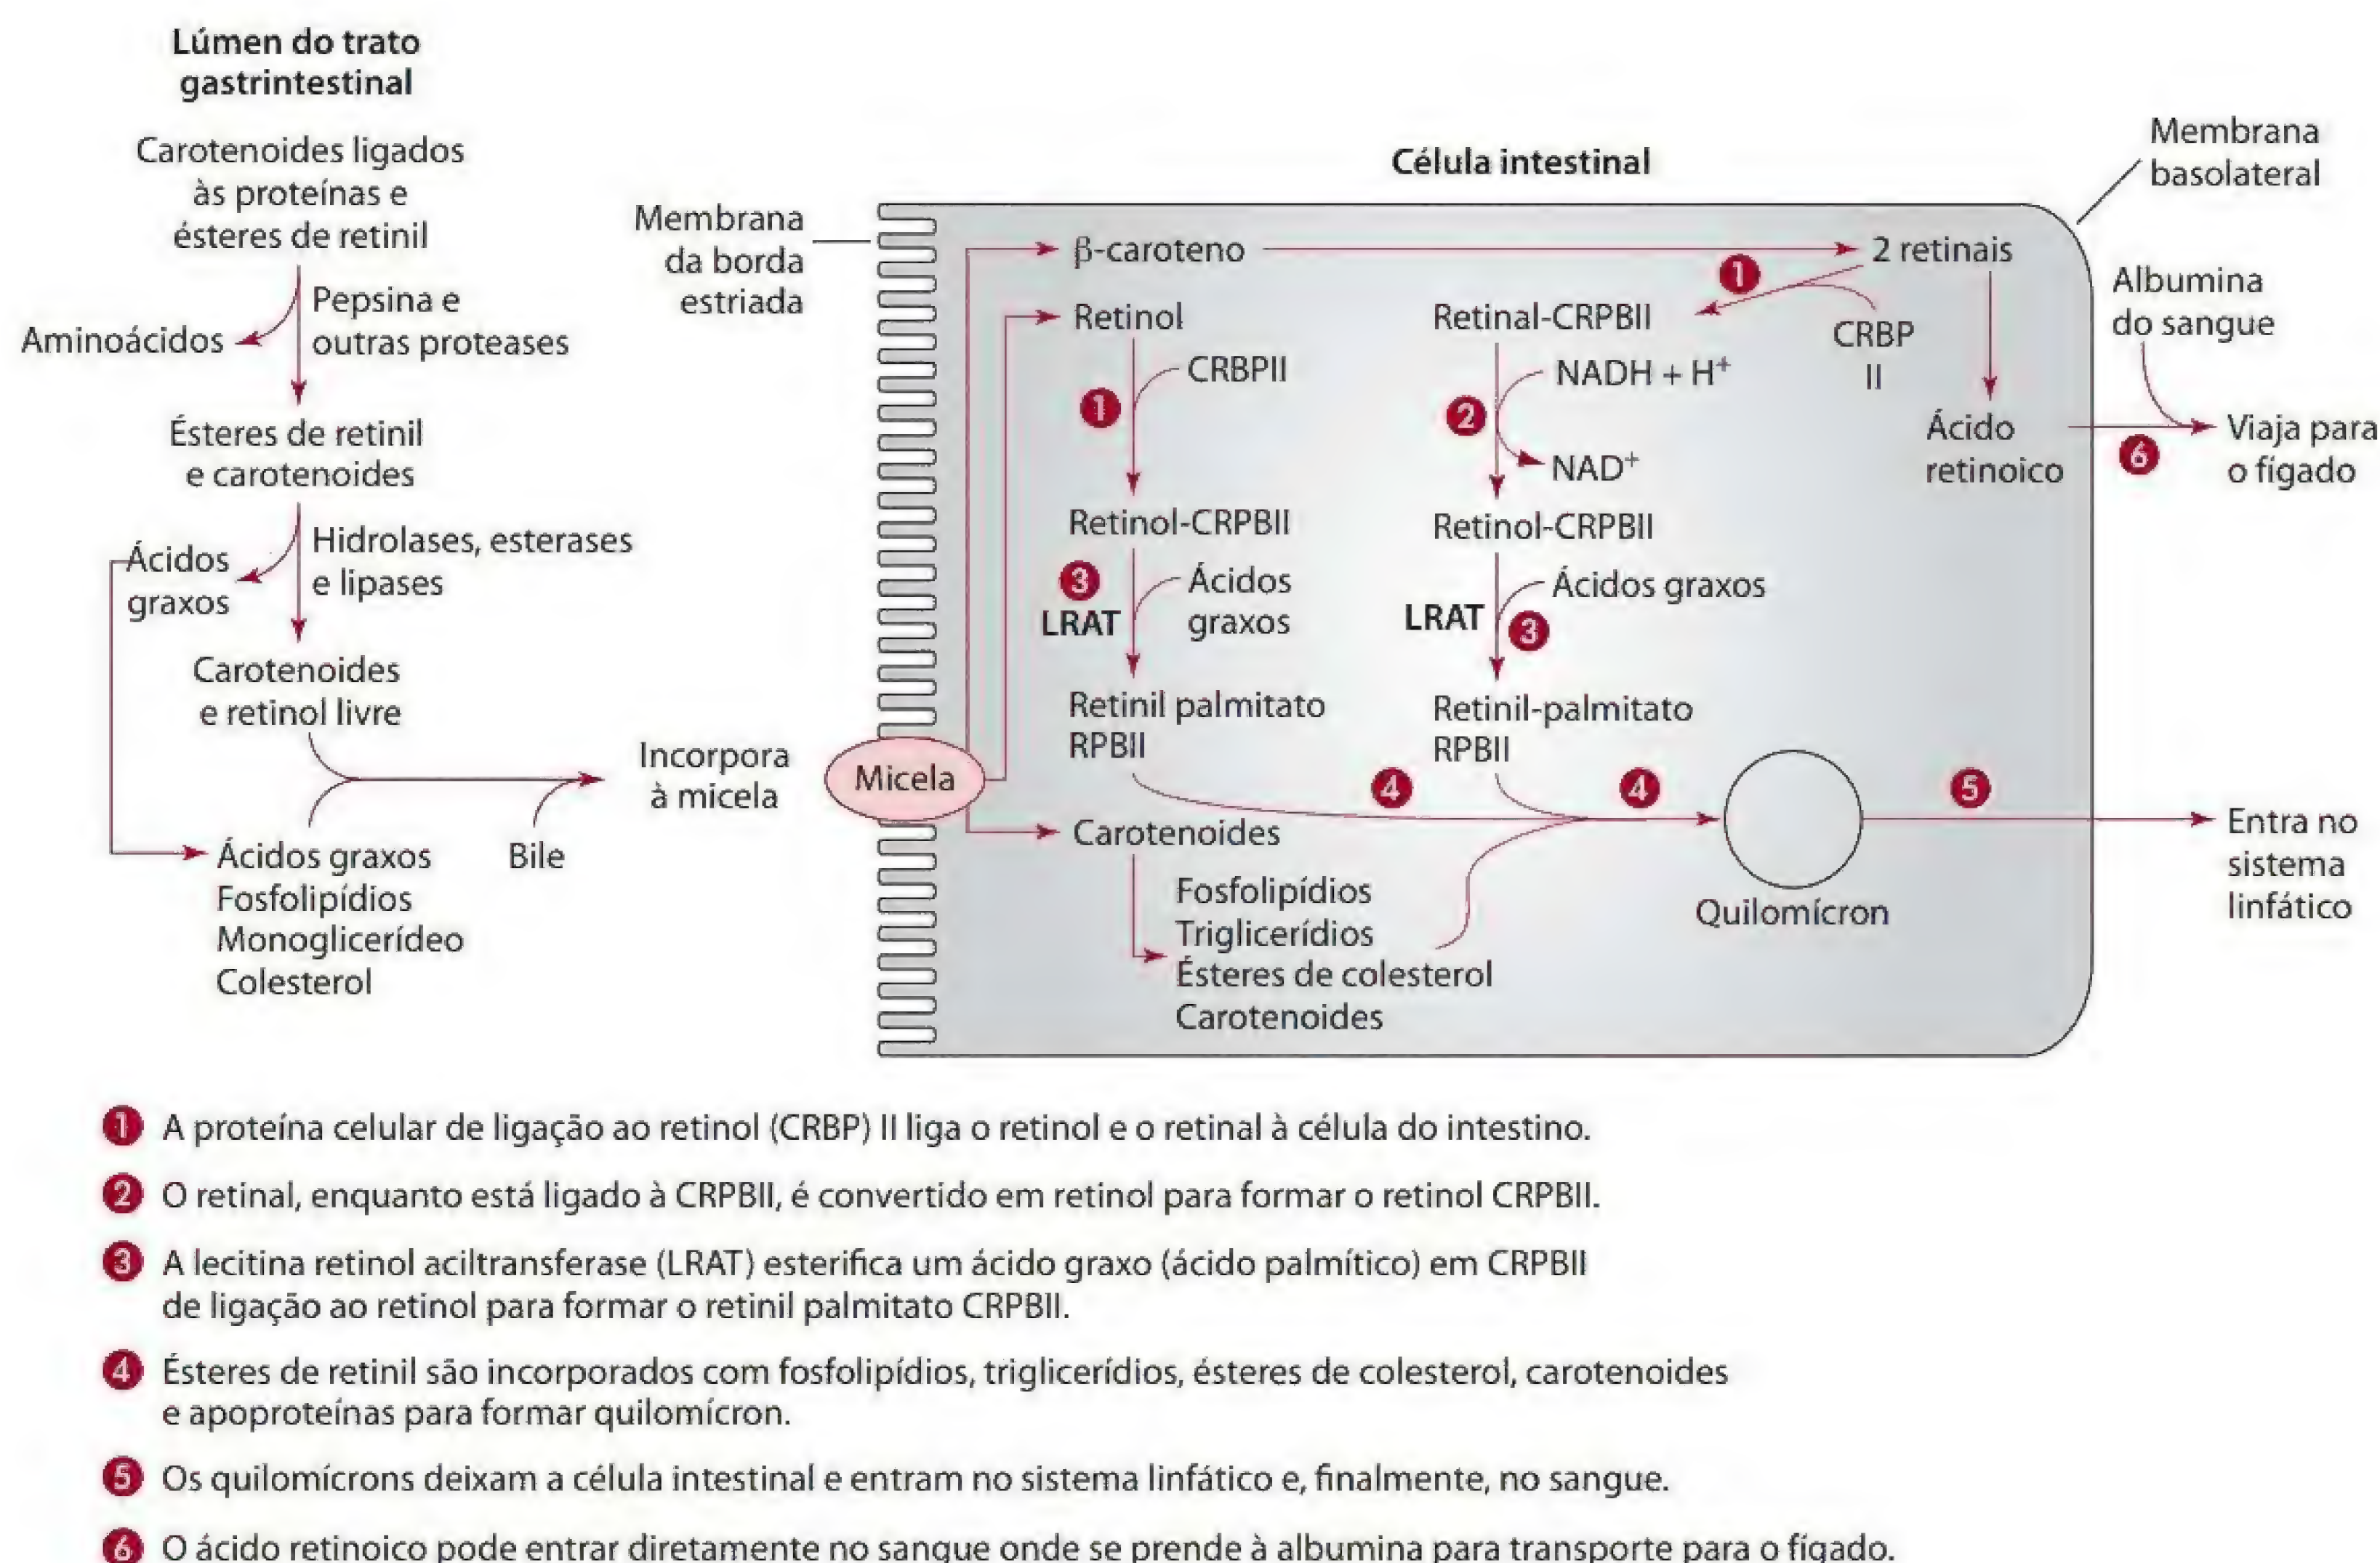 Lúmen do trato
gastrintestinal
Carotenoides ligados
às proteínas e
ésteres de retinil
Pepsina e
outras proteases
Aminoácidos
Ésteres de retinil
e carotenoides
Hidrolases, esterases
e lipases
Ácidos
graxos
Carotenoides
e retinol livre
Ácidos graxos
Fosfolipídios
Monoglicerídeo
Colesterol
Bile
Incorpora
à micela
Micela
Membrana
da borda
estriada
Célula intestinal
Membrana
basolateral
β-caroteno
1
2 retinais
Retinol
1
CRBPII
Retinol-CRPBII
3
LRAT
Ácidos
graxos
Retinil palmitato
RPBII
Retinal-CRPBII
CRBP
II
2
NADH + H+
NAD+
Retinol-CRPBII
Ácidos graxos
LRAT
3
Retinil-palmitato
RPBII
Ácido
retinoico
Albumina
do sangue
6
Viaja para
o fígado
4
4
5
Carotenoides
Fosfolipídios
Triglicerídios
Ésteres de colesterol
Carotenoides
Quilomícron
Entra no
sistema
linfático
1 A proteína celular de ligação ao retinol (CRBP) II liga o retinol e o retinal à célula do intestino.
2 O retinal, enquanto está ligado à CRPBII, é convertido em retinol para formar o retinol CRPBII.
3 A lecitina retinol aciltransferase (LRAT) esterifica um ácido graxo (ácido palmítico) em CRPBII
de ligação ao retinol para formar o retinil palmitato CRPBII.
4 Ésteres de retinil são incorporados com fosfolipídios, triglicerídios, ésteres de colesterol, carotenoides
e apoproteínas para formar quilomícron.
5 Os quilomícrons deixam a célula intestinal e entram no sistema linfático e, finalmente, no sangue.
6 O ácido retinoico pode entrar diretamente no sangue onde se prende à albumina para transporte para o fígado.